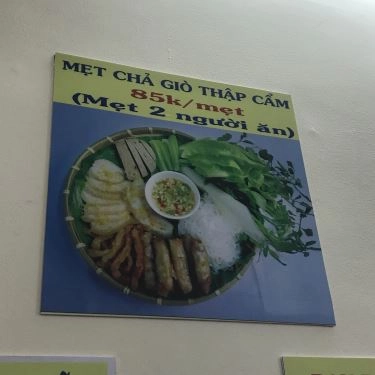 MẸT CHẢ GIÒ THẬP CẨM
85k/mẹt
(Mẹt 2 người ăn)